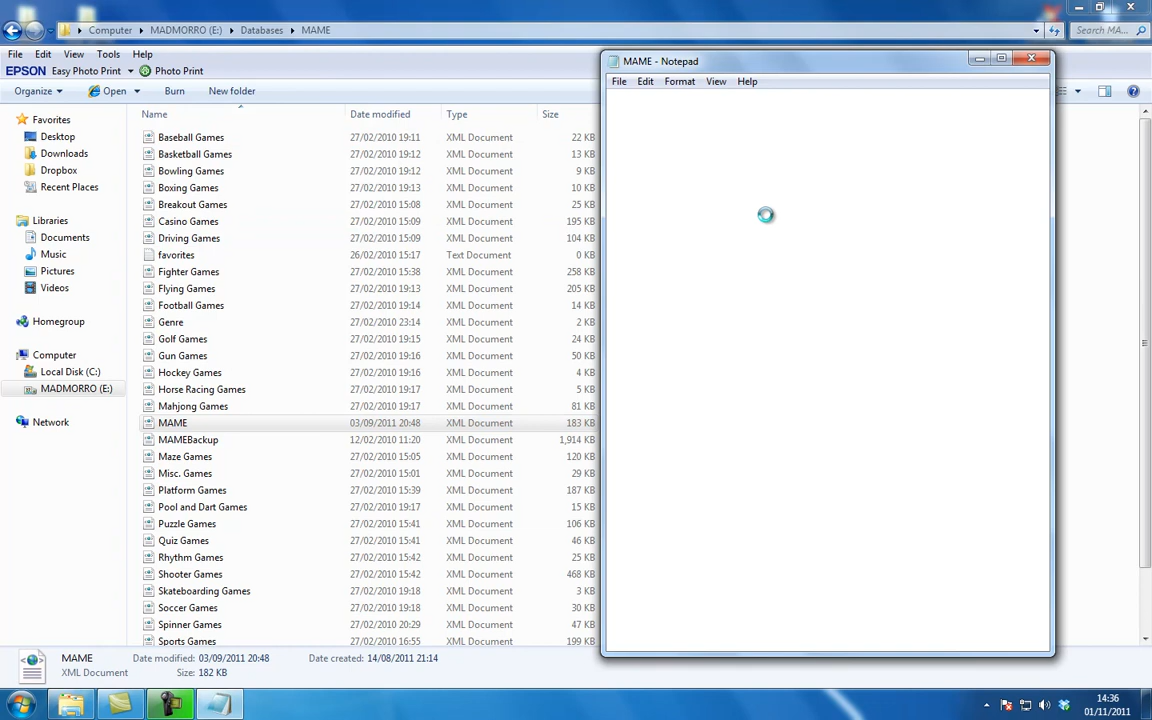 Computer MADMORRO (E:) Databases MAME Search MA...
File Edit View Tools Help
EPSON Easy Photo Print Photo Print
Organize Open Burn New folder
Name Date modified Type Size
Favorites
Desktop
Downloads
Dropbox
Recent Places
Libraries
Documents
Music
Pictures
Videos
Homegroup
Computer
Local Disk (C:)
MADMORRO (E:)
Network
Baseball Games 27/02/2010 19:11 XML Document 22 KB
Basketball Games 27/02/2010 19:12 XML Document 13 KB
Bowling Games 27/02/2010 19:12 XML Document 9 KB
Boxing Games 27/02/2010 19:13 XML Document 10 KB
Breakout Games 27/02/2010 15:08 XML Document 25 KB
Casino Games 27/02/2010 15:09 XML Document 195 KB
Driving Games 27/02/2010 15:09 XML Document 104 KB
favorites 26/02/2010 15:17 Text Document 0 KB
Fighter Games 27/02/2010 15:38 XML Document 258 KB
Flying Games 27/02/2010 19:13 XML Document 205 KB
Football Games 27/02/2010 19:14 XML Document 14 KB
Genre 27/02/2010 23:14 XML Document 2 KB
Golf Games 27/02/2010 19:15 XML Document 24 KB
Gun Games 27/02/2010 19:16 XML Document 50 KB
Hockey Games 27/02/2010 19:16 XML Document 4 KB
Horse Racing Games 27/02/2010 19:17 XML Document 5 KB
Mahjong Games 27/02/2010 19:17 XML Document 81 KB
MAME 03/09/2011 20:48 XML Document 183 KB
MAMEBackup 12/02/2010 11:20 XML Document 1,914 KB
Maze Games 27/02/2010 15:05 XML Document 120 KB
Misc. Games 27/02/2010 15:01 XML Document 29 KB
Platform Games 27/02/2010 15:39 XML Document 187 KB
Pool and Dart Games 27/02/2010 19:17 XML Document 15 KB
Puzzle Games 27/02/2010 15:41 XML Document 106 KB
Quiz Games 27/02/2010 15:41 XML Document 46 KB
Rhythm Games 27/02/2010 15:42 XML Document 25 KB
Shooter Games 27/02/2010 15:42 XML Document 468 KB
Skateboarding Games 27/02/2010 19:18 XML Document 3 KB
Soccer Games 27/02/2010 19:18 XML Document 30 KB
Spinner Games 27/02/2010 20:29 XML Document 47 KB
Sports Games 27/02/2010 16:55 XML Document 199 KB
MAME - Notepad
File Edit Format View Help
MAME Date modified: 03/09/2011 20:48 Date created: 14/08/2011 21:14
XML Document Size: 182 KB
14:36
01/11/2011